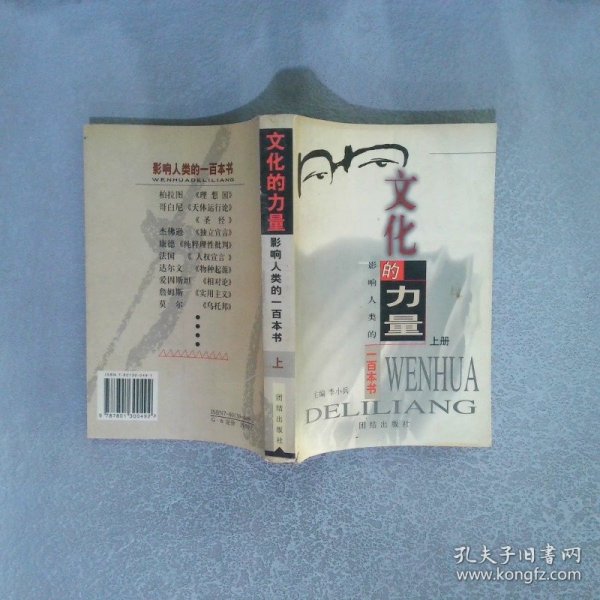 影响人类的一百本书
WENHUADELILIANG
柏拉图 《理想国》
哥白尼 《天体运行论》
《圣经》
杰佛逊 《独立宣言》
康德 《纯粹理性批判》
法国 《人权宣言》
达尔文 《物种起源》
爱因斯坦 《相对论》
詹姆斯 《实用主义》
莫尔 《乌托邦》
文化的力量
影响人类的一百本书
上
团结出版社
文化
的
力量
影响人类的
一百本书
上册
WENHUA
DELILIANG
主编 李小兵
团结出版社
孔夫子旧书网
www.kongfz.com